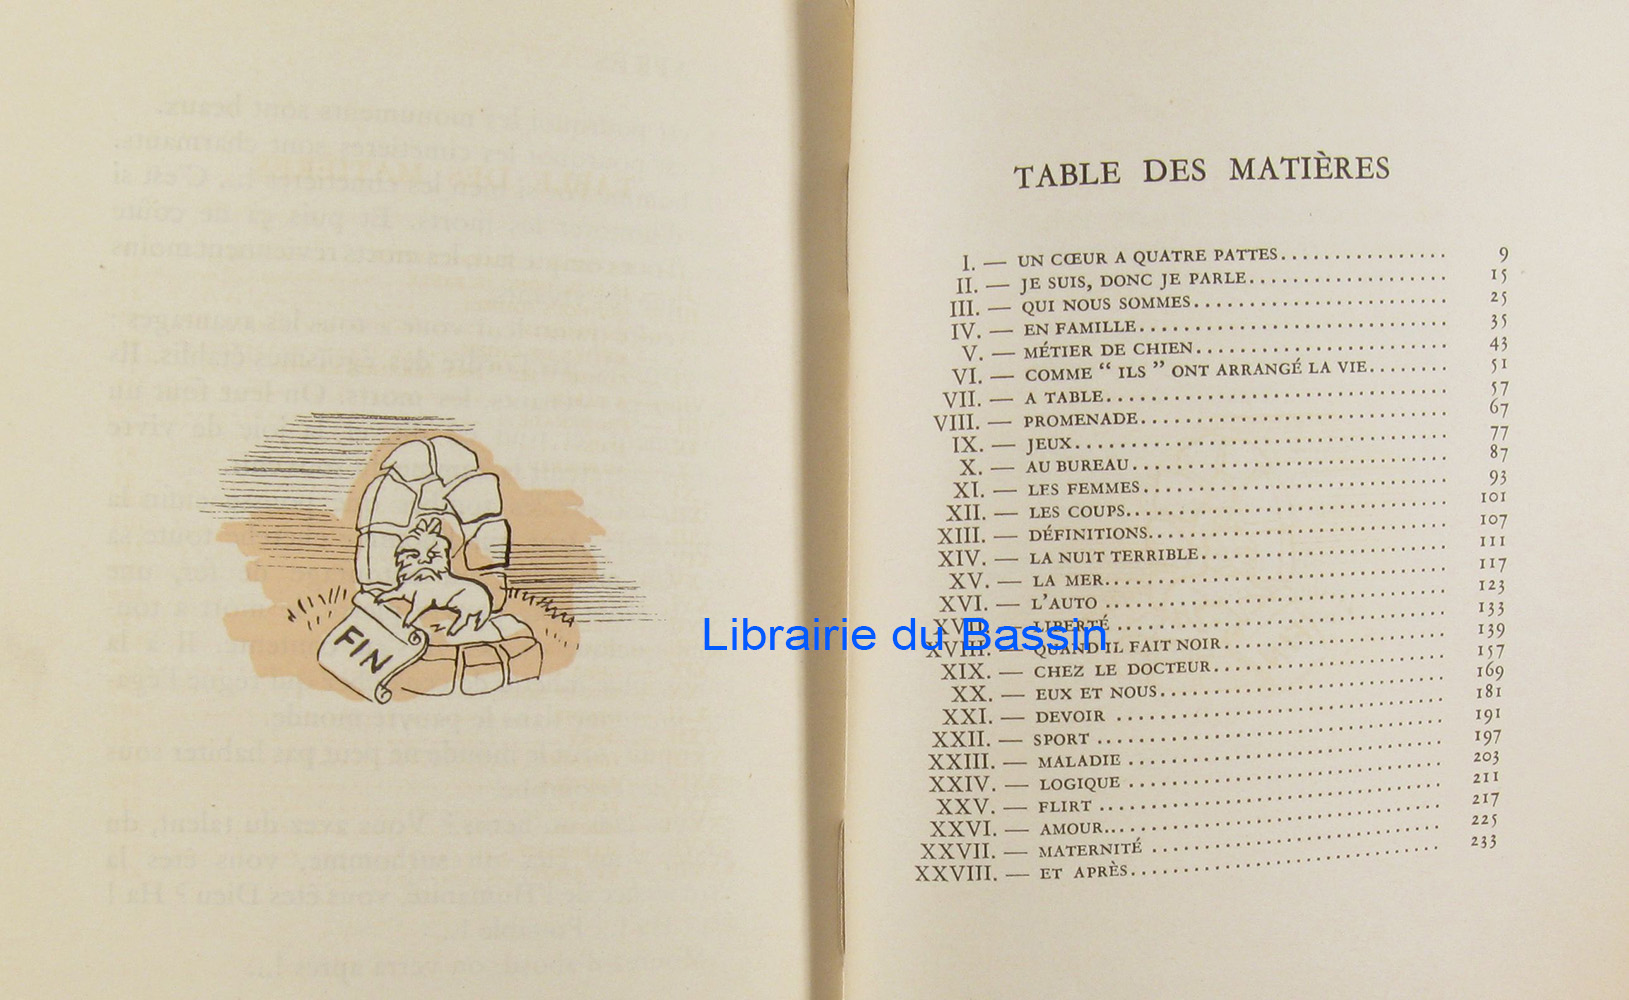 FIN
TABLE DES MATIÈRES
I. — UN CŒUR A QUATRE PATTES 9
II. — JE SUIS, DONC JE PARLE 15
III. — QUI NOUS SOMMES 25
IV. — EN FAMILLE 35
V. — MÉTIER DE CHIEN 43
VI. — COMME “ ILS ” ONT ARRANGÉ LA VIE 51
VII. — A TABLE 57
VIII. — PROMENADE 67
IX. — JEUX 77
X. — AU BUREAU 87
XI. — LES FEMMES 93
XII. — LES COUPS 101
XIII. — DÉFINITIONS 107
XIV. — LA NUIT TERRIBLE 111
XV. — LA MER 117
XVI. — L'AUTO 123
XVII. — LIBERTÉ 133
XVIII. — QUAND IL FAIT NOIR 139
XIX. — CHEZ LE DOCTEUR 157
XX. — EUX ET NOUS 169
XXI. — DEVOIR 181
XXII. — SPORT 191
XXIII. — MALADIE 197
XXIV. — LOGIQUE 203
XXV. — FLIRT 211
XXVI. — AMOUR 217
XXVII. — MATERNITÉ 225
XXVIII. — ET APRÈS 233
Librairie du Bassin